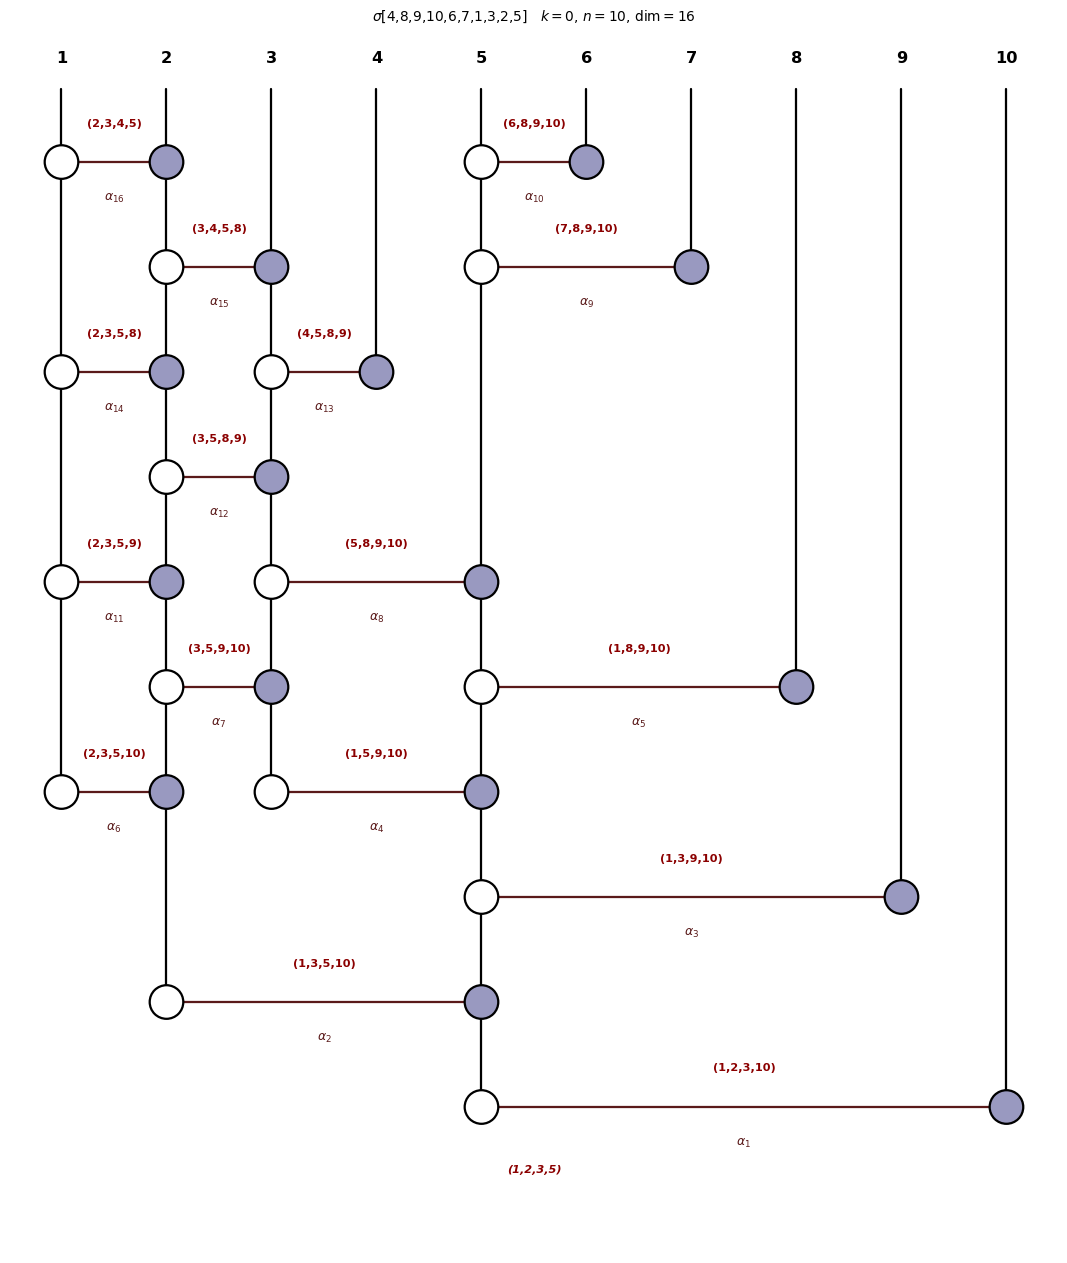 σ[4,8,9,10,6,7,1,3,2,5]   k=0, n=10, dim=16
1 2 3 4 5 6 7 8 9 10
(2,3,4,5) (6,8,9,10)
α₁₆ α₁₀
(3,4,5,8) (7,8,9,10)
α₁₅ α₉
(2,3,5,8) (4,5,8,9)
α₁₄ α₁₃
(3,5,8,9)
α₁₂
(2,3,5,9) (5,8,9,10)
α₁₁ α₈
(3,5,9,10) (1,8,9,10)
α₇ α₅
(2,3,5,10) (1,5,9,10)
α₆ α₄
(1,3,9,10)
α₃
(1,3,5,10)
α₂
(1,2,3,10)
α₁
(1,2,3,5)